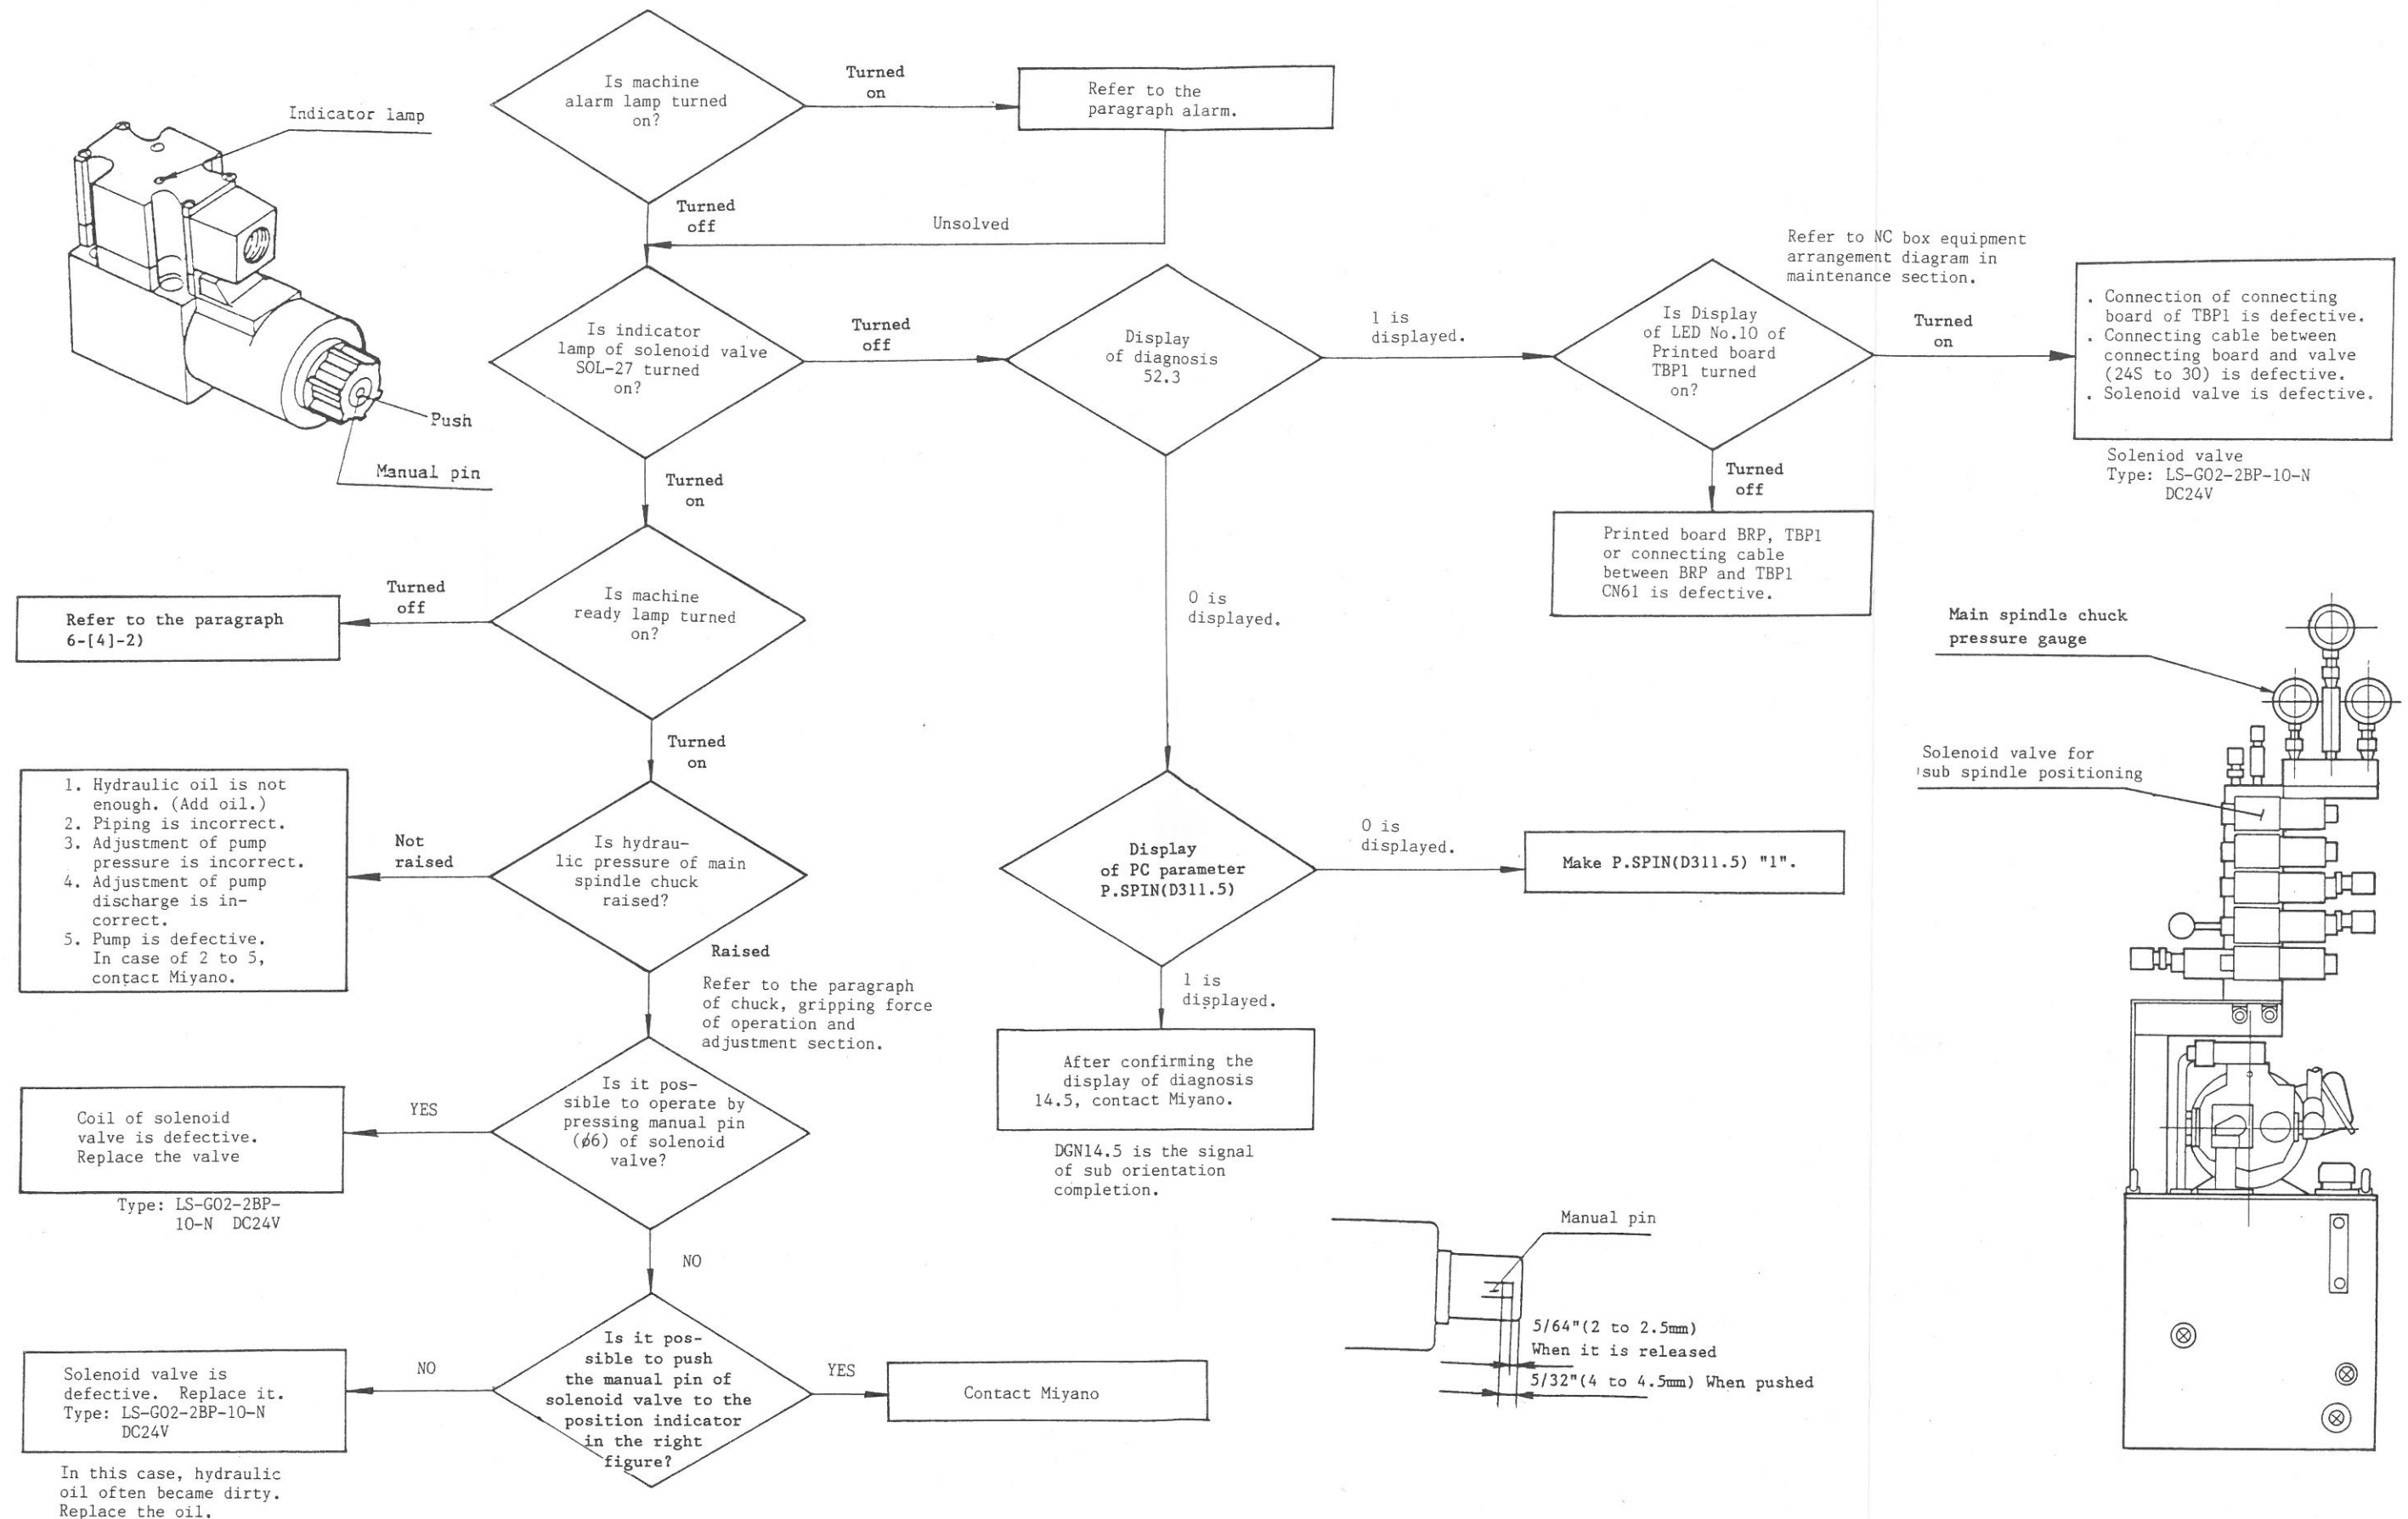 Is machine
alarm lamp turned
on?
Turned
on
Refer to the
paragraph alarm.
Indicator lamp
Turned
off
Unsolved
Push
Manual pin
Is indicator
lamp of solenoid valve
SOL-27 turned
on?
Turned
off
Display
of diagnosis
52.3
1 is
displayed.
Refer to NC box equipment
arrangement diagram in
maintenance section.
Is Display
of LED No.10 of
Printed board
TBP1 turned
on?
Turned
on
. Connection of connecting
board of TBP1 is defective.
. Connecting cable between
connecting board and valve
(24S to 30) is defective.
. Solenoid valve is defective.
Soleniod valve
Type: LS-G02-2BP-10-N
DC24V
Turned
off
Printed board BRP, TBP1
or connecting cable
between BRP and TBP1
CN61 is defective.
Turned
on
Is machine
ready lamp turned
on?
Turned
off
Refer to the paragraph
6-[4]-2)
0 is
displayed.
Turned
on
Main spindle chuck
pressure gauge
Solenoid valve for
sub spindle positioning
1. Hydraulic oil is not
enough. (Add oil.)
2. Piping is incorrect.
3. Adjustment of pump
pressure is incorrect.
4. Adjustment of pump
discharge is in-
correct.
5. Pump is defective.
In case of 2 to 5,
contact Miyano.
Not
raised
Is hydrau-
lic pressure of main
spindle chuck
raised?
Display
of PC parameter
P.SPIN(D311.5)
0 is
displayed.
Make P.SPIN(D311.5) "1".
Raised
Refer to the paragraph
of chuck, gripping force
of operation and
adjustment section.
1 is
displayed.
After confirming the
display of diagnosis
14.5, contact Miyano.
DGN14.5 is the signal
of sub orientation
completion.
Is it pos-
sible to operate by
pressing manual pin
(ø6) of solenoid
valve?
YES
Coil of solenoid
valve is defective.
Replace the valve
Type: LS-G02-2BP-
10-N DC24V
NO
Manual pin
5/64"(2 to 2.5mm)
When it is released
5/32"(4 to 4.5mm) When pushed
Is it pos-
sible to push
the manual pin of
solenoid valve to the
position indicator
in the right
figure?
NO
Solenoid valve is
defective. Replace it.
Type: LS-G02-2BP-10-N
DC24V
In this case, hydraulic
oil often became dirty.
Replace the oil.
YES
Contact Miyano